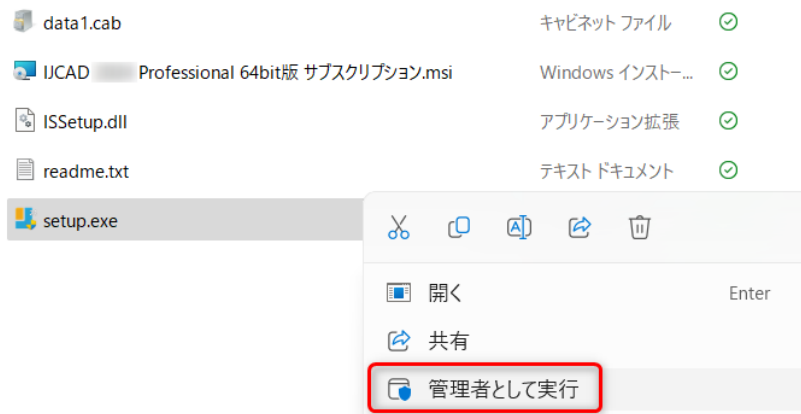 data1.cab キャビネット ファイル
IJCAD Professional 64bit版 サブスクリプション.msi Windows インストー...
ISSetup.dll アプリケーション拡張
readme.txt テキスト ドキュメント
setup.exe
開く Enter
共有
管理者として実行